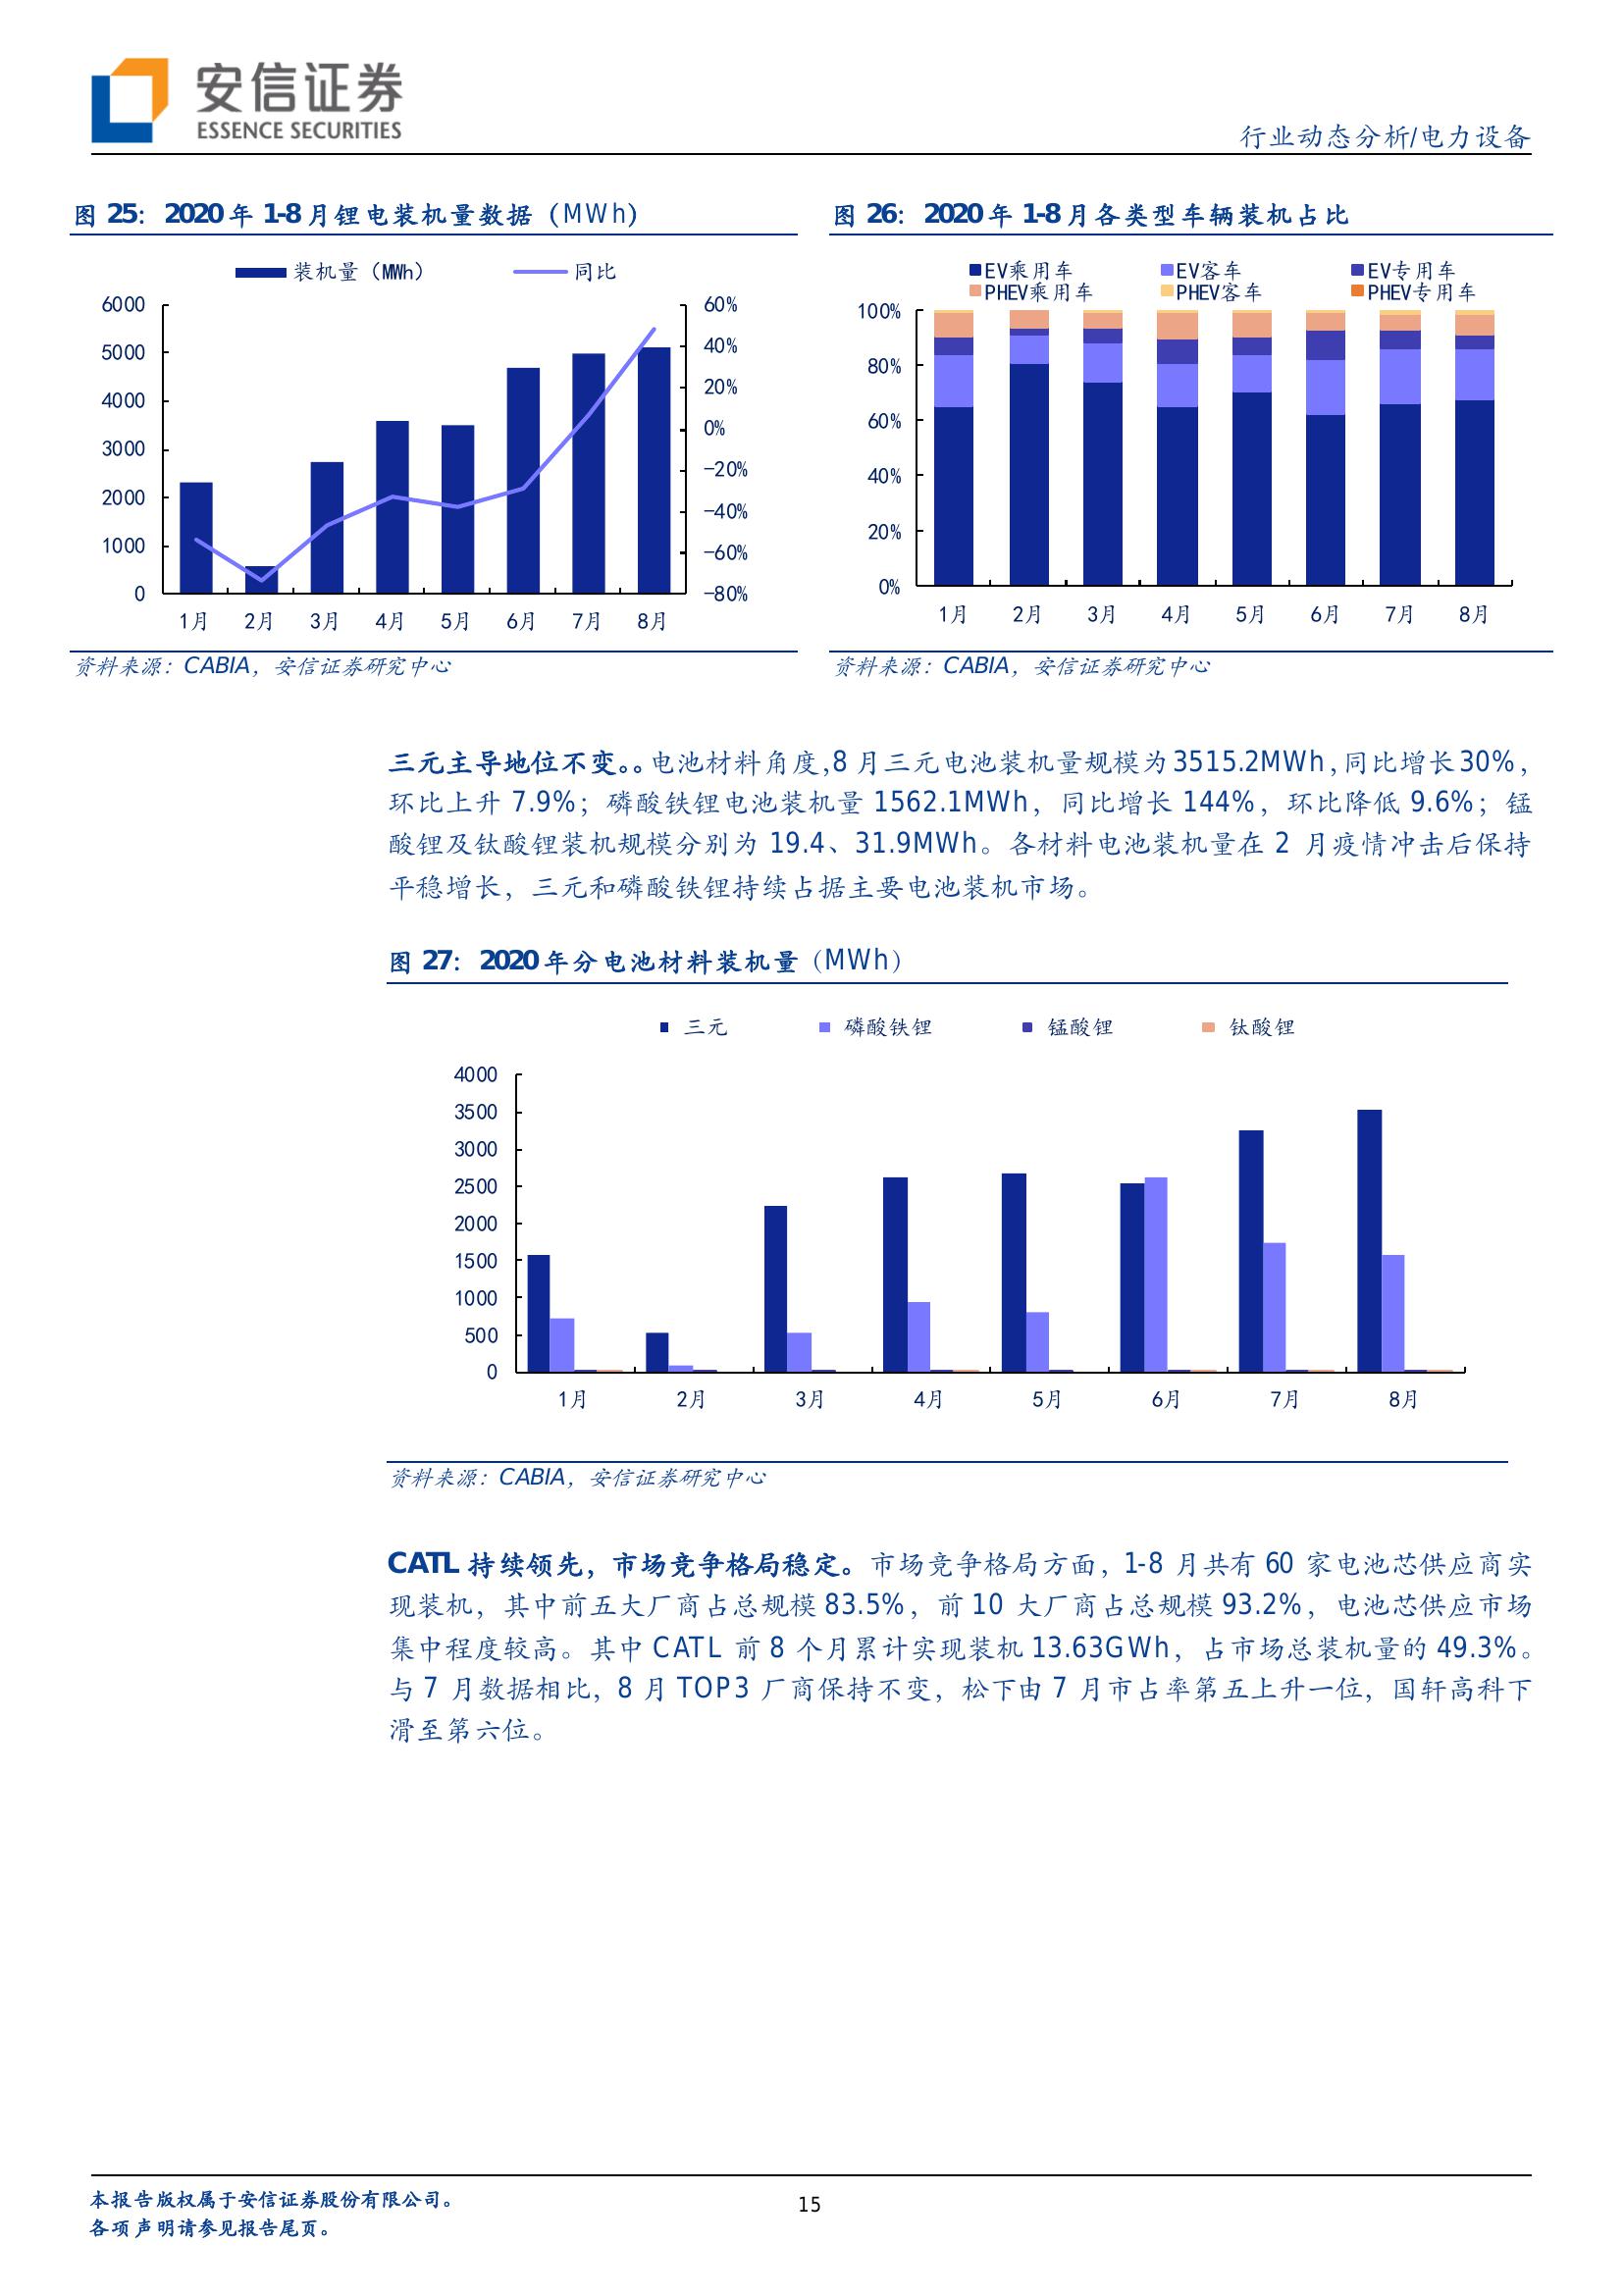 安信证券
ESSENCE SECURITIES
行业动态分析/电力设备
图 25：2020 年 1-8 月锂电装机量数据（MWh）
装机量（MWh） 同比
6000
5000
4000
3000
2000
1000
0
60%
40%
20%
0%
-20%
-40%
-60%
-80%
1月 2月 3月 4月 5月 6月 7月 8月
资料来源：CABIA，安信证券研究中心
图 26：2020 年 1-8 月各类型车辆装机占比
EV乘用车 EV客车 EV专用车
PHEV乘用车 PHEV客车 PHEV专用车
100%
80%
60%
40%
20%
0%
1月 2月 3月 4月 5月 6月 7月 8月
资料来源：CABIA，安信证券研究中心
三元主导地位不变。。电池材料角度,8 月三元电池装机量规模为 3515.2MWh，同比增长 30%，
环比上升 7.9%；磷酸铁锂电池装机量 1562.1MWh，同比增长 144%，环比降低 9.6%；锰
酸锂及钛酸锂装机规模分别为 19.4、31.9MWh。各材料电池装机量在 2 月疫情冲击后保持
平稳增长，三元和磷酸铁锂持续占据主要电池装机市场。
图 27：2020 年分电池材料装机量（MWh）
三元 磷酸铁锂 锰酸锂 钛酸锂
4000
3500
3000
2500
2000
1500
1000
500
0
1月 2月 3月 4月 5月 6月 7月 8月
资料来源：CABIA，安信证券研究中心
CATL 持续领先，市场竞争格局稳定。市场竞争格局方面，1-8 月共有 60 家电池芯供应商实
现装机，其中前五大厂商占总规模 83.5%，前 10 大厂商占总规模 93.2%，电池芯供应市场
集中程度较高。其中 CATL 前 8 个月累计实现装机 13.63GWh，占市场总装机量的 49.3%。
与 7 月数据相比，8 月 TOP3 厂商保持不变，松下由 7 月市占率第五上升一位，国轩高科下
滑至第六位。
本报告版权属于安信证券股份有限公司。
各项声明请参见报告尾页。
15